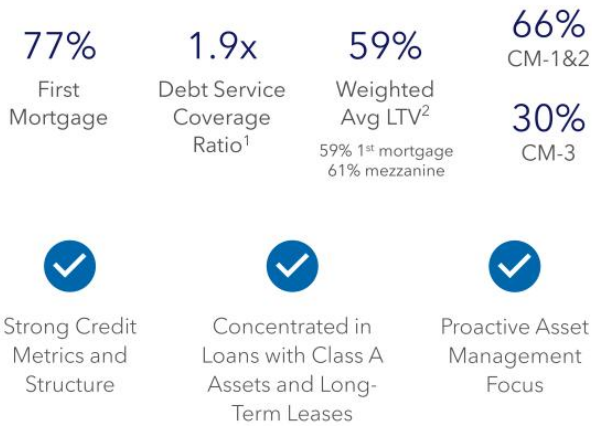 77%
First
Mortgage
1.9x
Debt Service
Coverage
Ratio1
59%
Weighted
Avg LTV2
59% 1st mortgage
61% mezzanine
66%
CM-1&2
30%
CM-3
Strong Credit
Metrics and
Structure
Concentrated in
Loans with Class A
Assets and Long-
Term Leases
Proactive Asset
Management
Focus